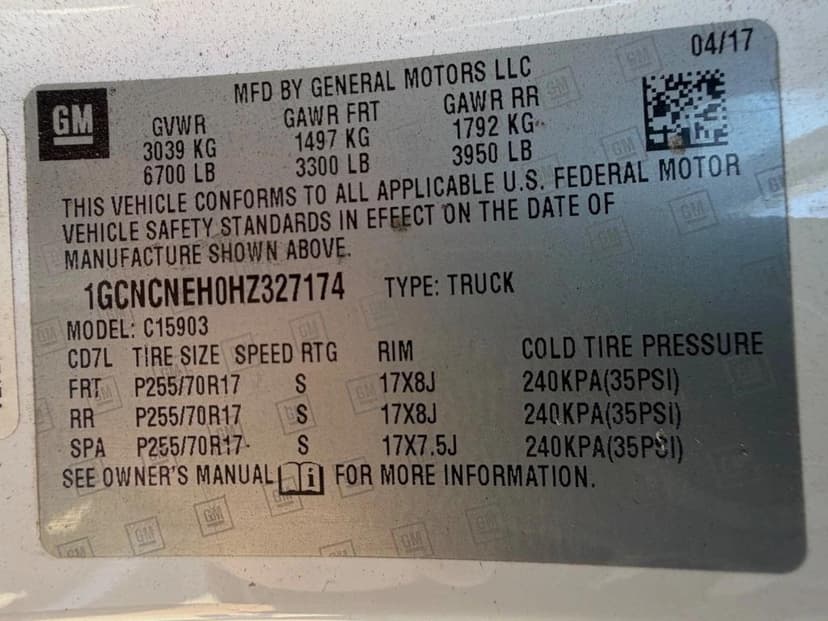 04/17
GM
MFD BY GENERAL MOTORS LLC
GVWR GAWR FRT GAWR RR
3039 KG 1497 KG 1792 KG
6700 LB 3300 LB 3950 LB
THIS VEHICLE CONFORMS TO ALL APPLICABLE U.S. FEDERAL MOTOR
VEHICLE SAFETY STANDARDS IN EFFECT ON THE DATE OF
MANUFACTURE SHOWN ABOVE.
1GCNCNEH0HZ327174 TYPE: TRUCK
MODEL: C15903
CD7L TIRE SIZE SPEED RTG RIM COLD TIRE PRESSURE
FRT P255/70R17 S 17X8J 240KPA(35PSI)
RR P255/70R17 S 17X8J 240KPA(35PSI)
SPA P255/70R17 S 17X7.5J 240KPA(35PSI)
SEE OWNER'S MANUAL i FOR MORE INFORMATION.